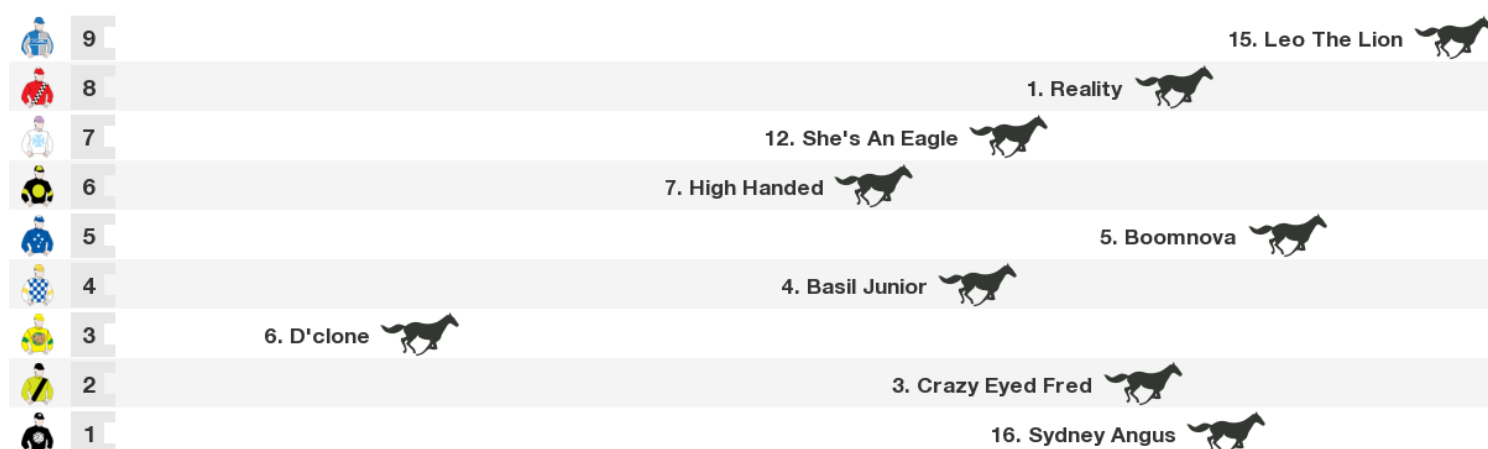 9 15. Leo The Lion
8 1. Reality
7 12. She's An Eagle
6 7. High Handed
5 5. Boomnova
4 4. Basil Junior
3 6. D'clone
2 3. Crazy Eyed Fred
1 16. Sydney Angus